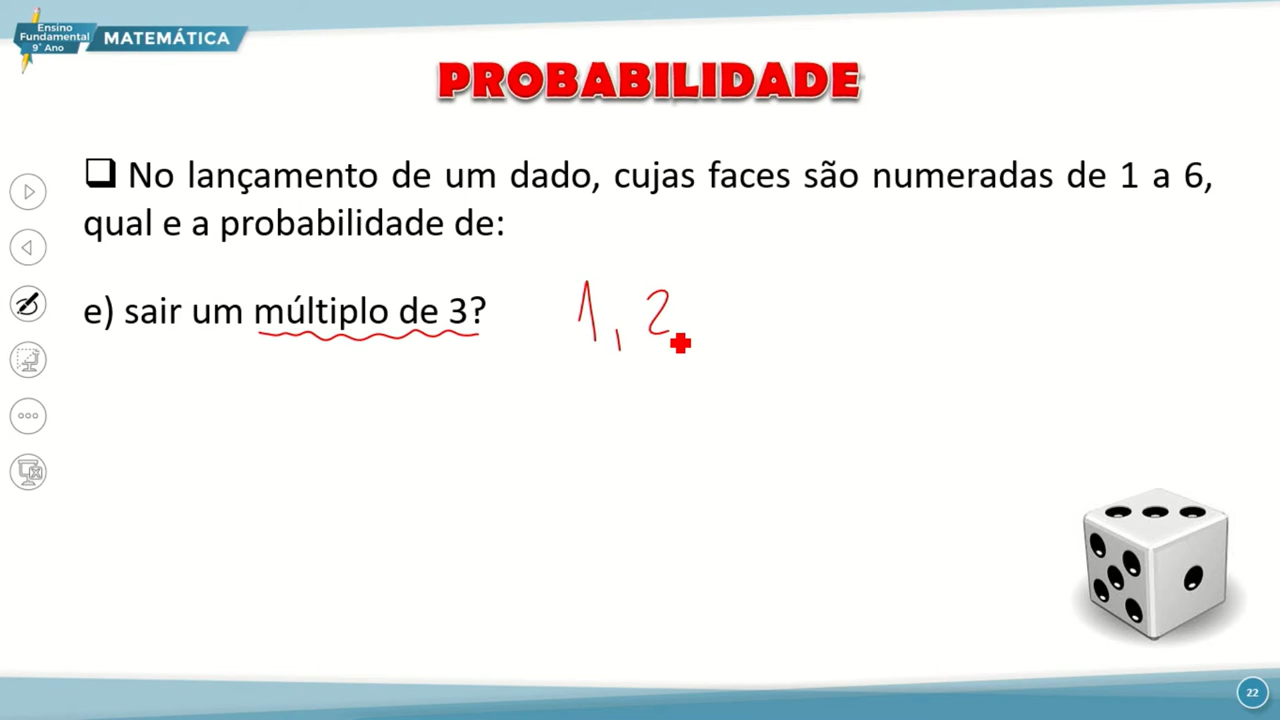 Ensino
Fundamental
9° Ano
MATEMÁTICA
PROBABILIDADE
No lançamento de um dado, cujas faces são numeradas de 1 a 6,
qual e a probabilidade de:
e) sair um múltiplo de 3?
1, 2
22